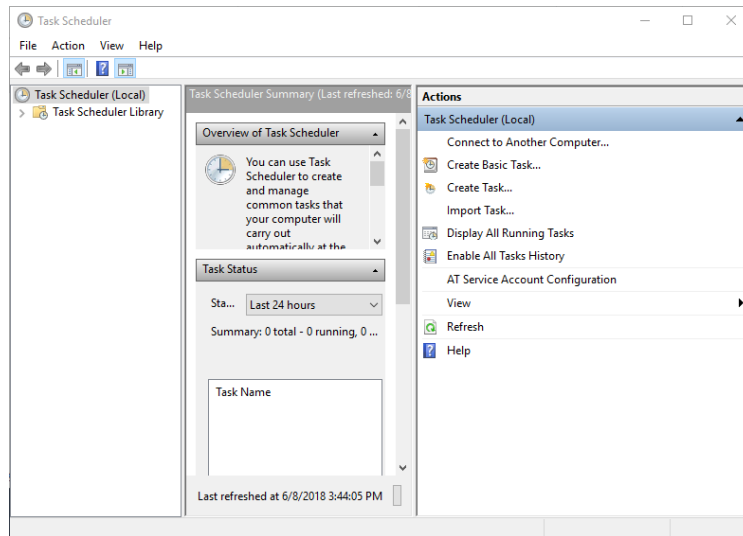 Task Scheduler
File Action View Help
Task Scheduler (Local)
Task Scheduler Library
Task Scheduler Summary (Last refreshed: 6/8
Overview of Task Scheduler
You can use Task
Scheduler to create
and manage
common tasks that
your computer will
carry out
automatically at the
Task Status
Sta... Last 24 hours
Summary: 0 total - 0 running, 0 ...
Task Name
Last refreshed at 6/8/2018 3:44:05 PM
Actions
Task Scheduler (Local)
Connect to Another Computer...
Create Basic Task...
Create Task...
Import Task...
Display All Running Tasks
Enable All Tasks History
AT Service Account Configuration
View
Refresh
Help